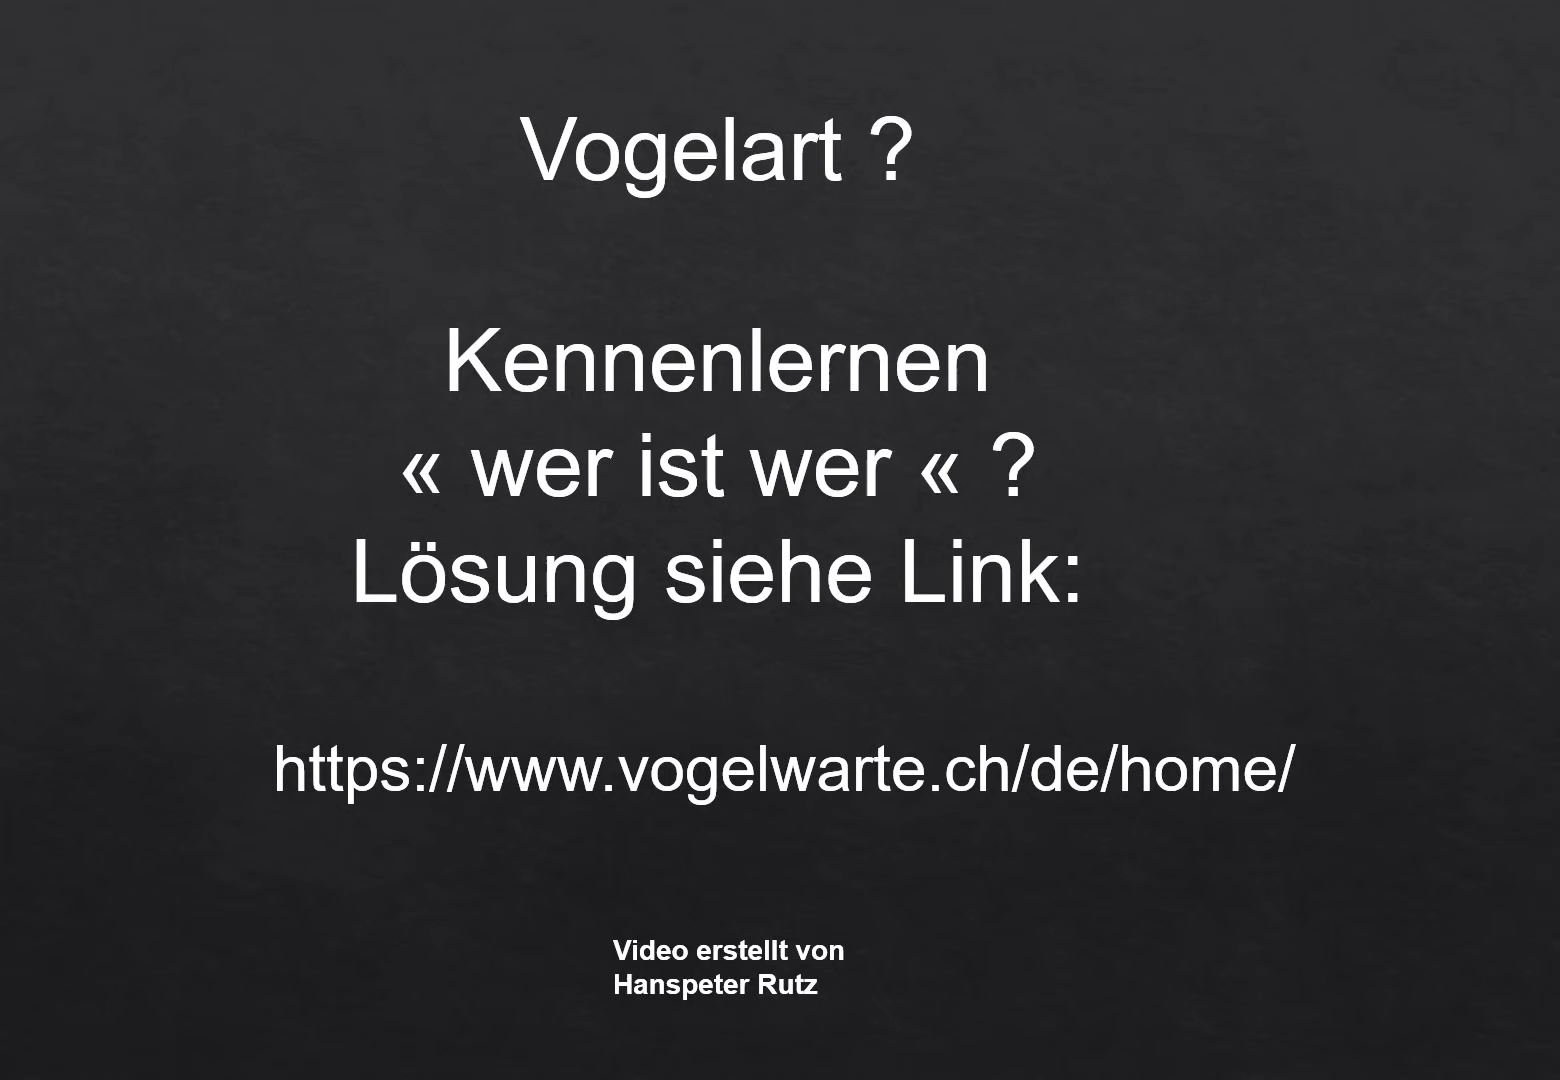 Vogelart ?
Kennenlernen
« wer ist wer « ?
Lösung siehe Link:
https://www.vogelwarte.ch/de/home/
Video erstellt von
Hanspeter Rutz